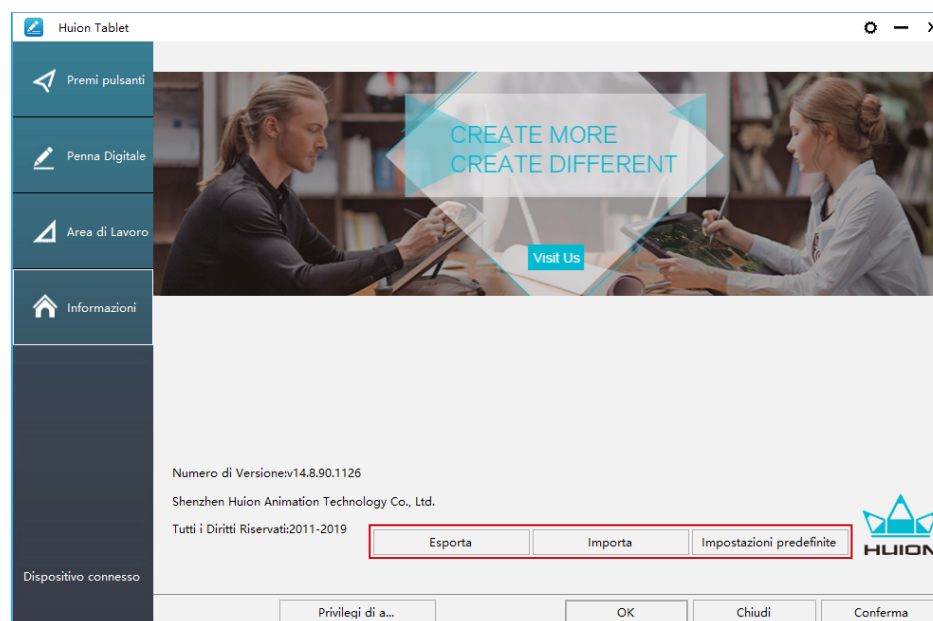 Huion Tablet
Premi pulsanti
Penna Digitale
Area di Lavoro
Informazioni
CREATE MORE
CREATE DIFFERENT
Visit Us
Numero di Versione:v14.8.90.1126
Shenzhen Huion Animation Technology Co., Ltd.
Tutti i Diritti Riservati:2011-2019
Esporta Importa Impostazioni predefinite
HUION
Dispositivo connesso
Privilegi di a... OK Chiudi Conferma